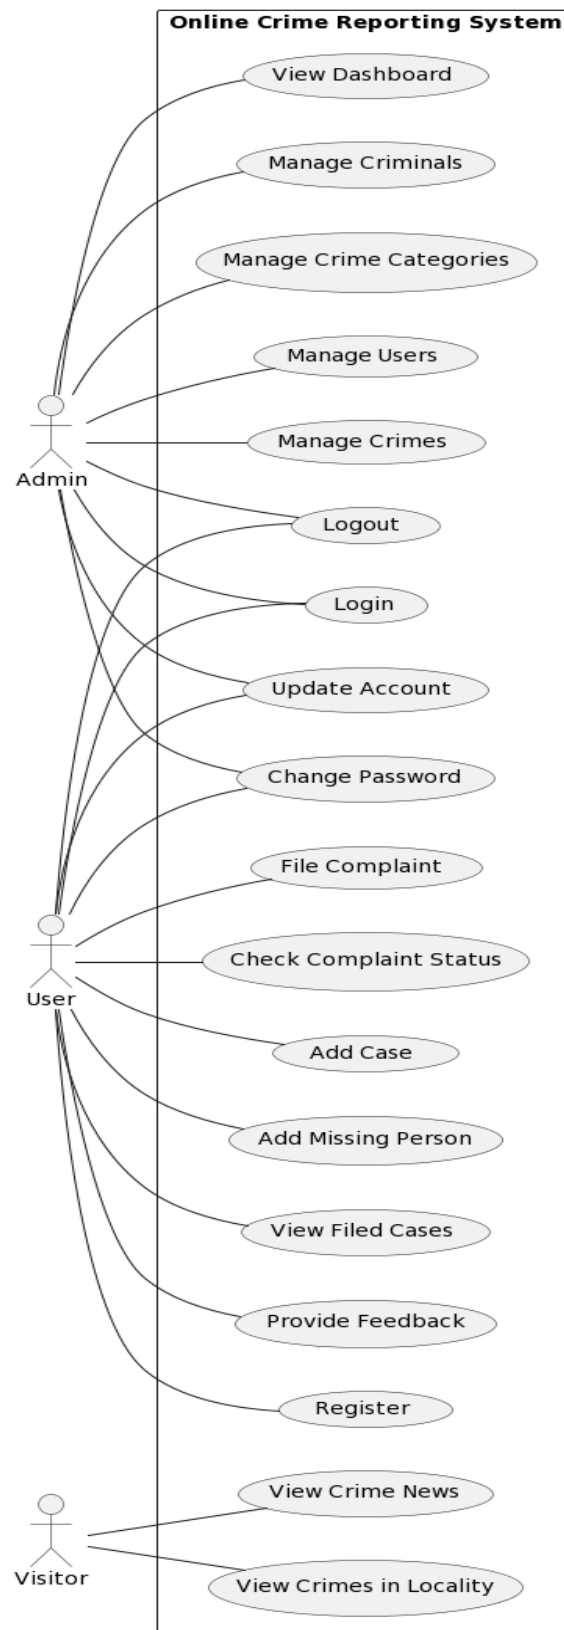 Online Crime Reporting System
View Dashboard
Manage Criminals
Manage Crime Categories
Manage Users
Manage Crimes
Admin
Logout
Login
Update Account
Change Password
File Complaint
Check Complaint Status
User
Add Case
Add Missing Person
View Filed Cases
Provide Feedback
Register
View Crime News
Visitor
View Crimes in Locality